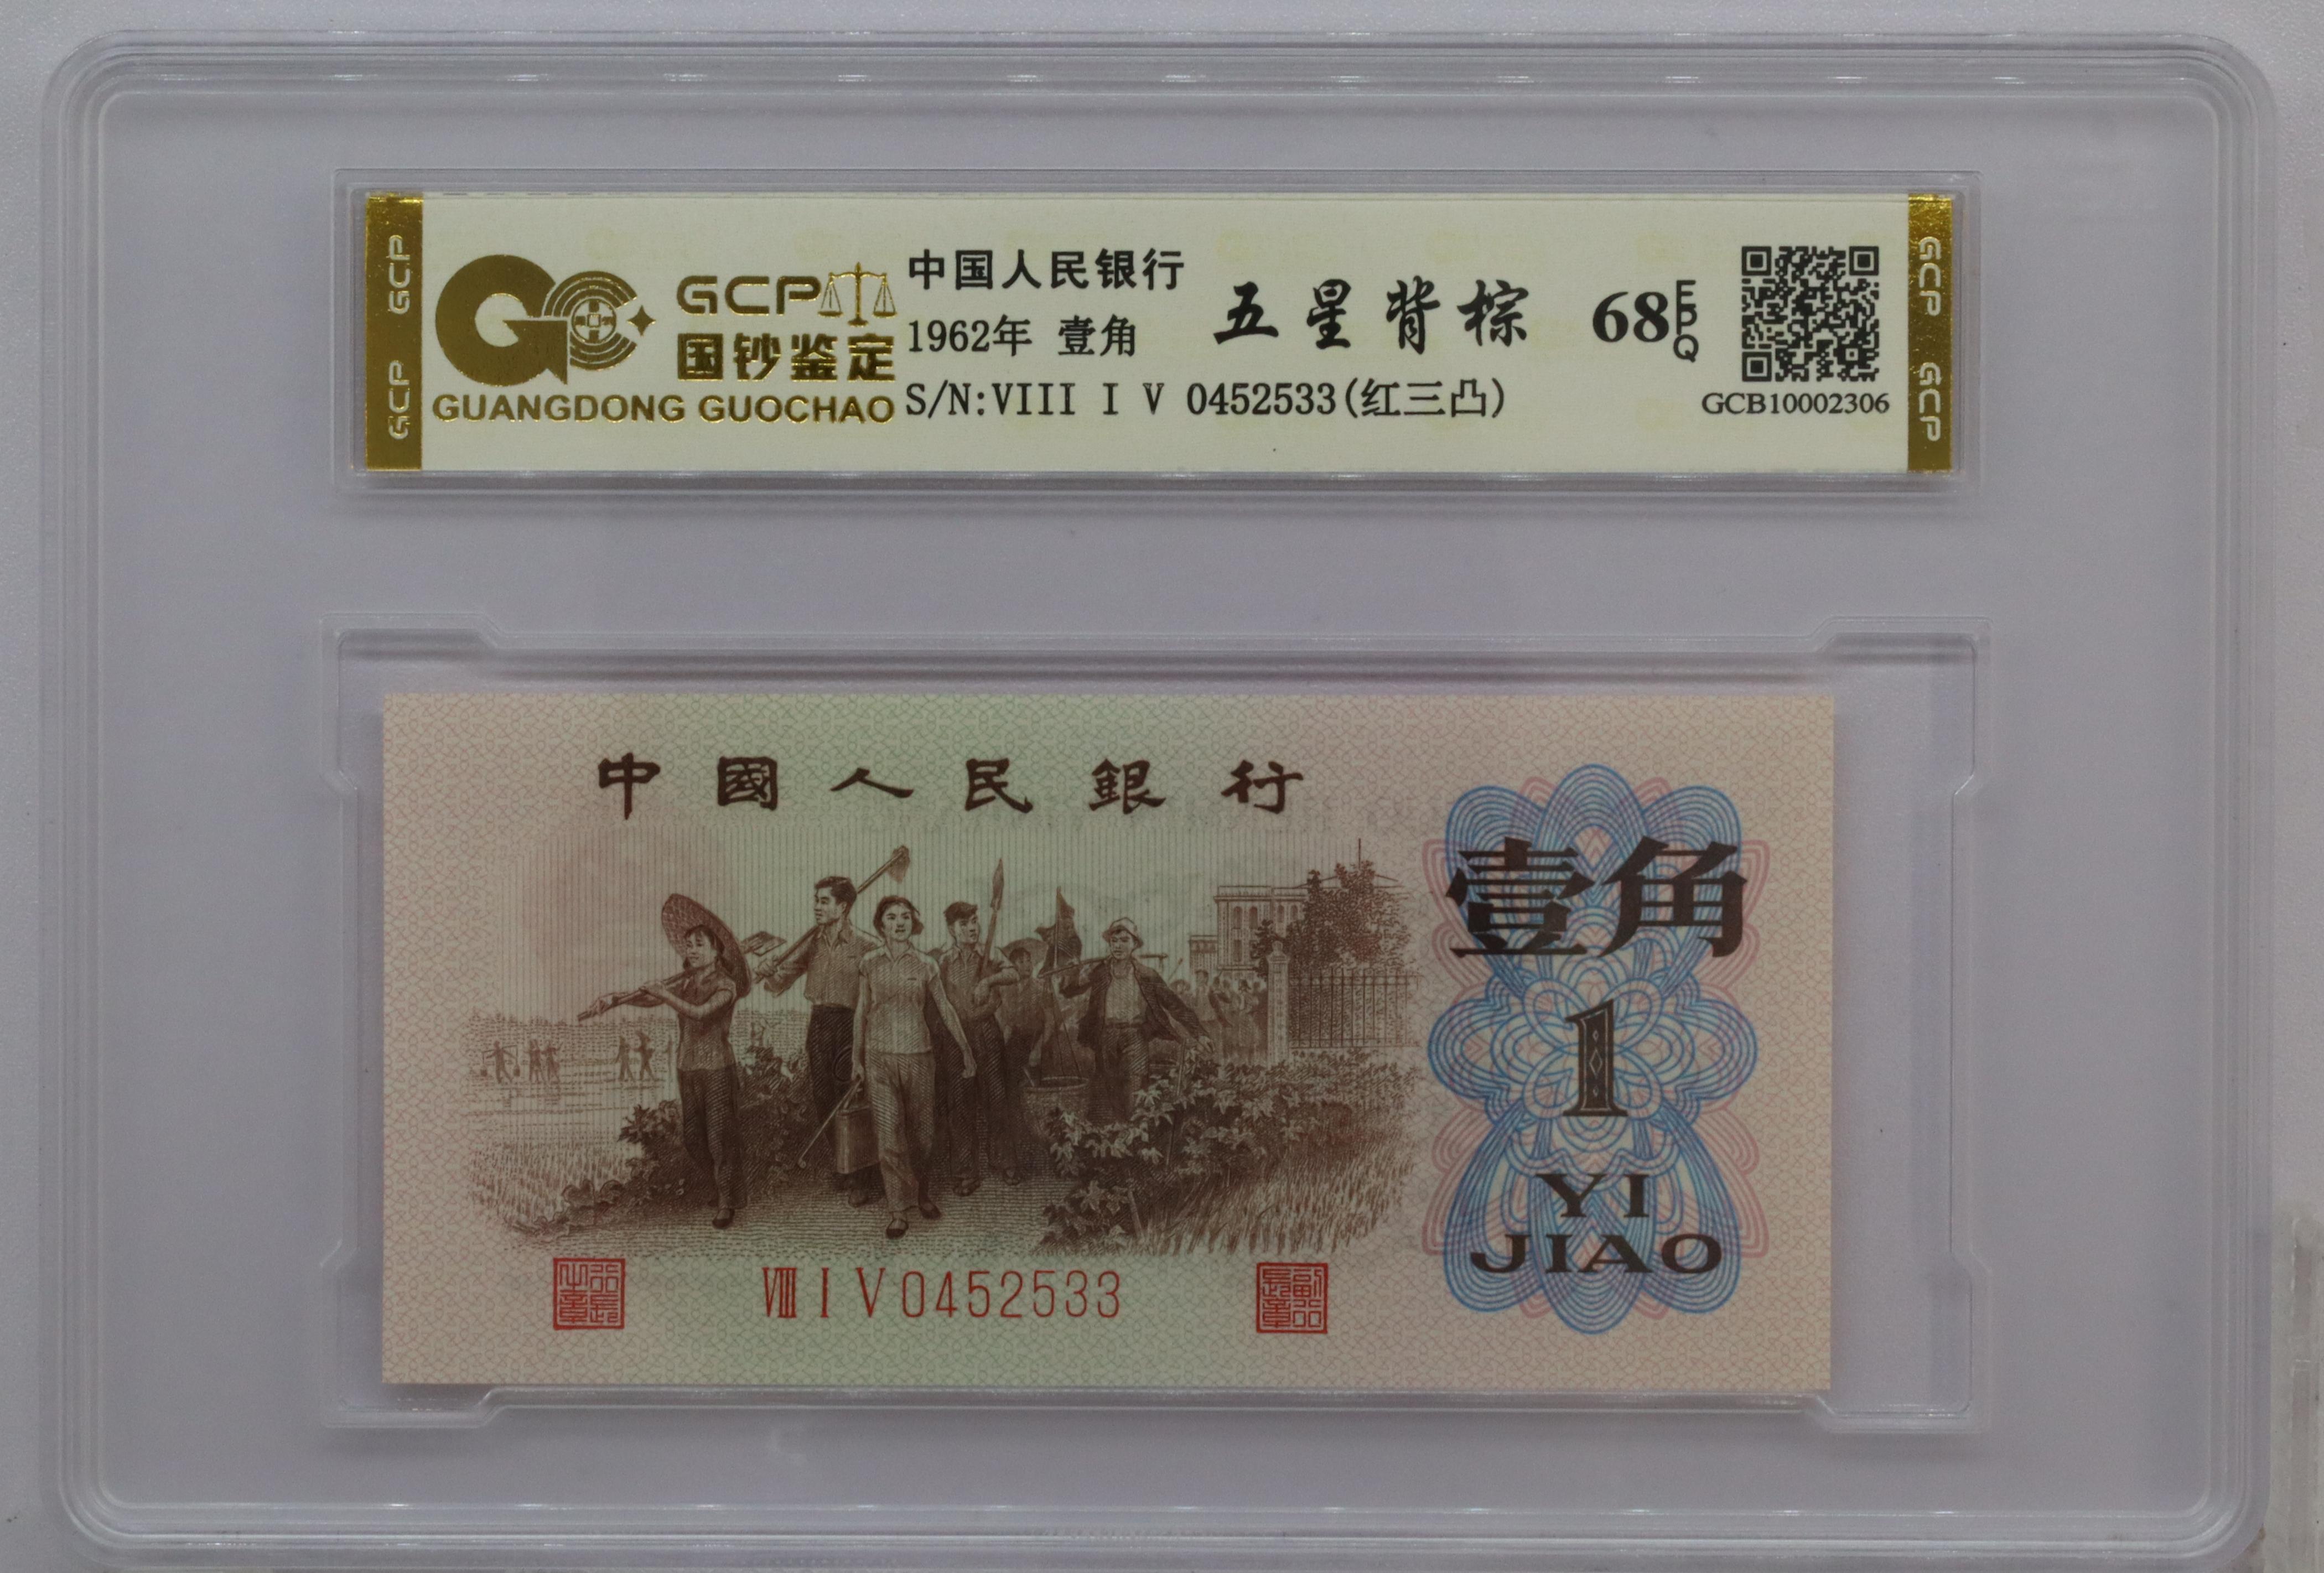 GCP GCP
GCP
国钞鉴定
GUANGDONG GUOCHAO
中国人民银行
1962年 壹角
S/N:VIII I V 0452533(红三凸)
五星背棕
68 EPQ
GCB10002306
GCP GCP
中國人民銀行
壹角
1
YI
JIAO
VIII I V 0452533